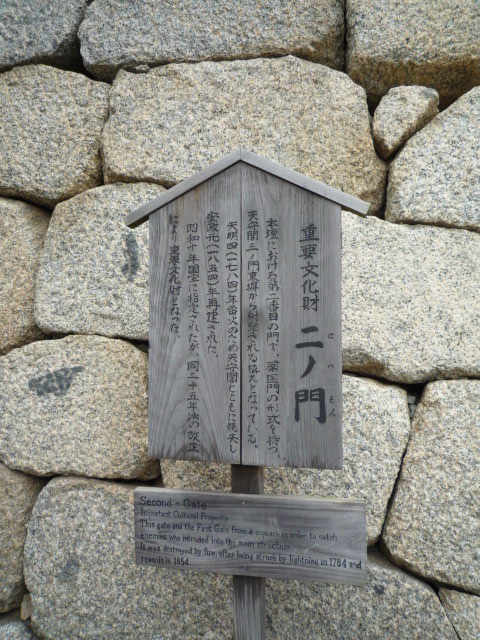 重要文化財 二ノ門
にのもん
本壇における第二番目の門で、薬医門の形式を持つ。
天守閣三ノ門東塀から射撃される構えとなっている。
天明四(一七八四)年雷火のため天守閣とともに焼失し
安政元(一八五四)年再建された。
昭和十年国宝に指定されたが、同二十五年法の改正
により重要文化財となった。
Second - Gate
Important Cultural Property
This gate and the First Gate from a square in order to catch
enemies who intruded into the main structure.
It was destroyed by fire, after being struck by lightning in 1784 and
rebuilt in 1854.